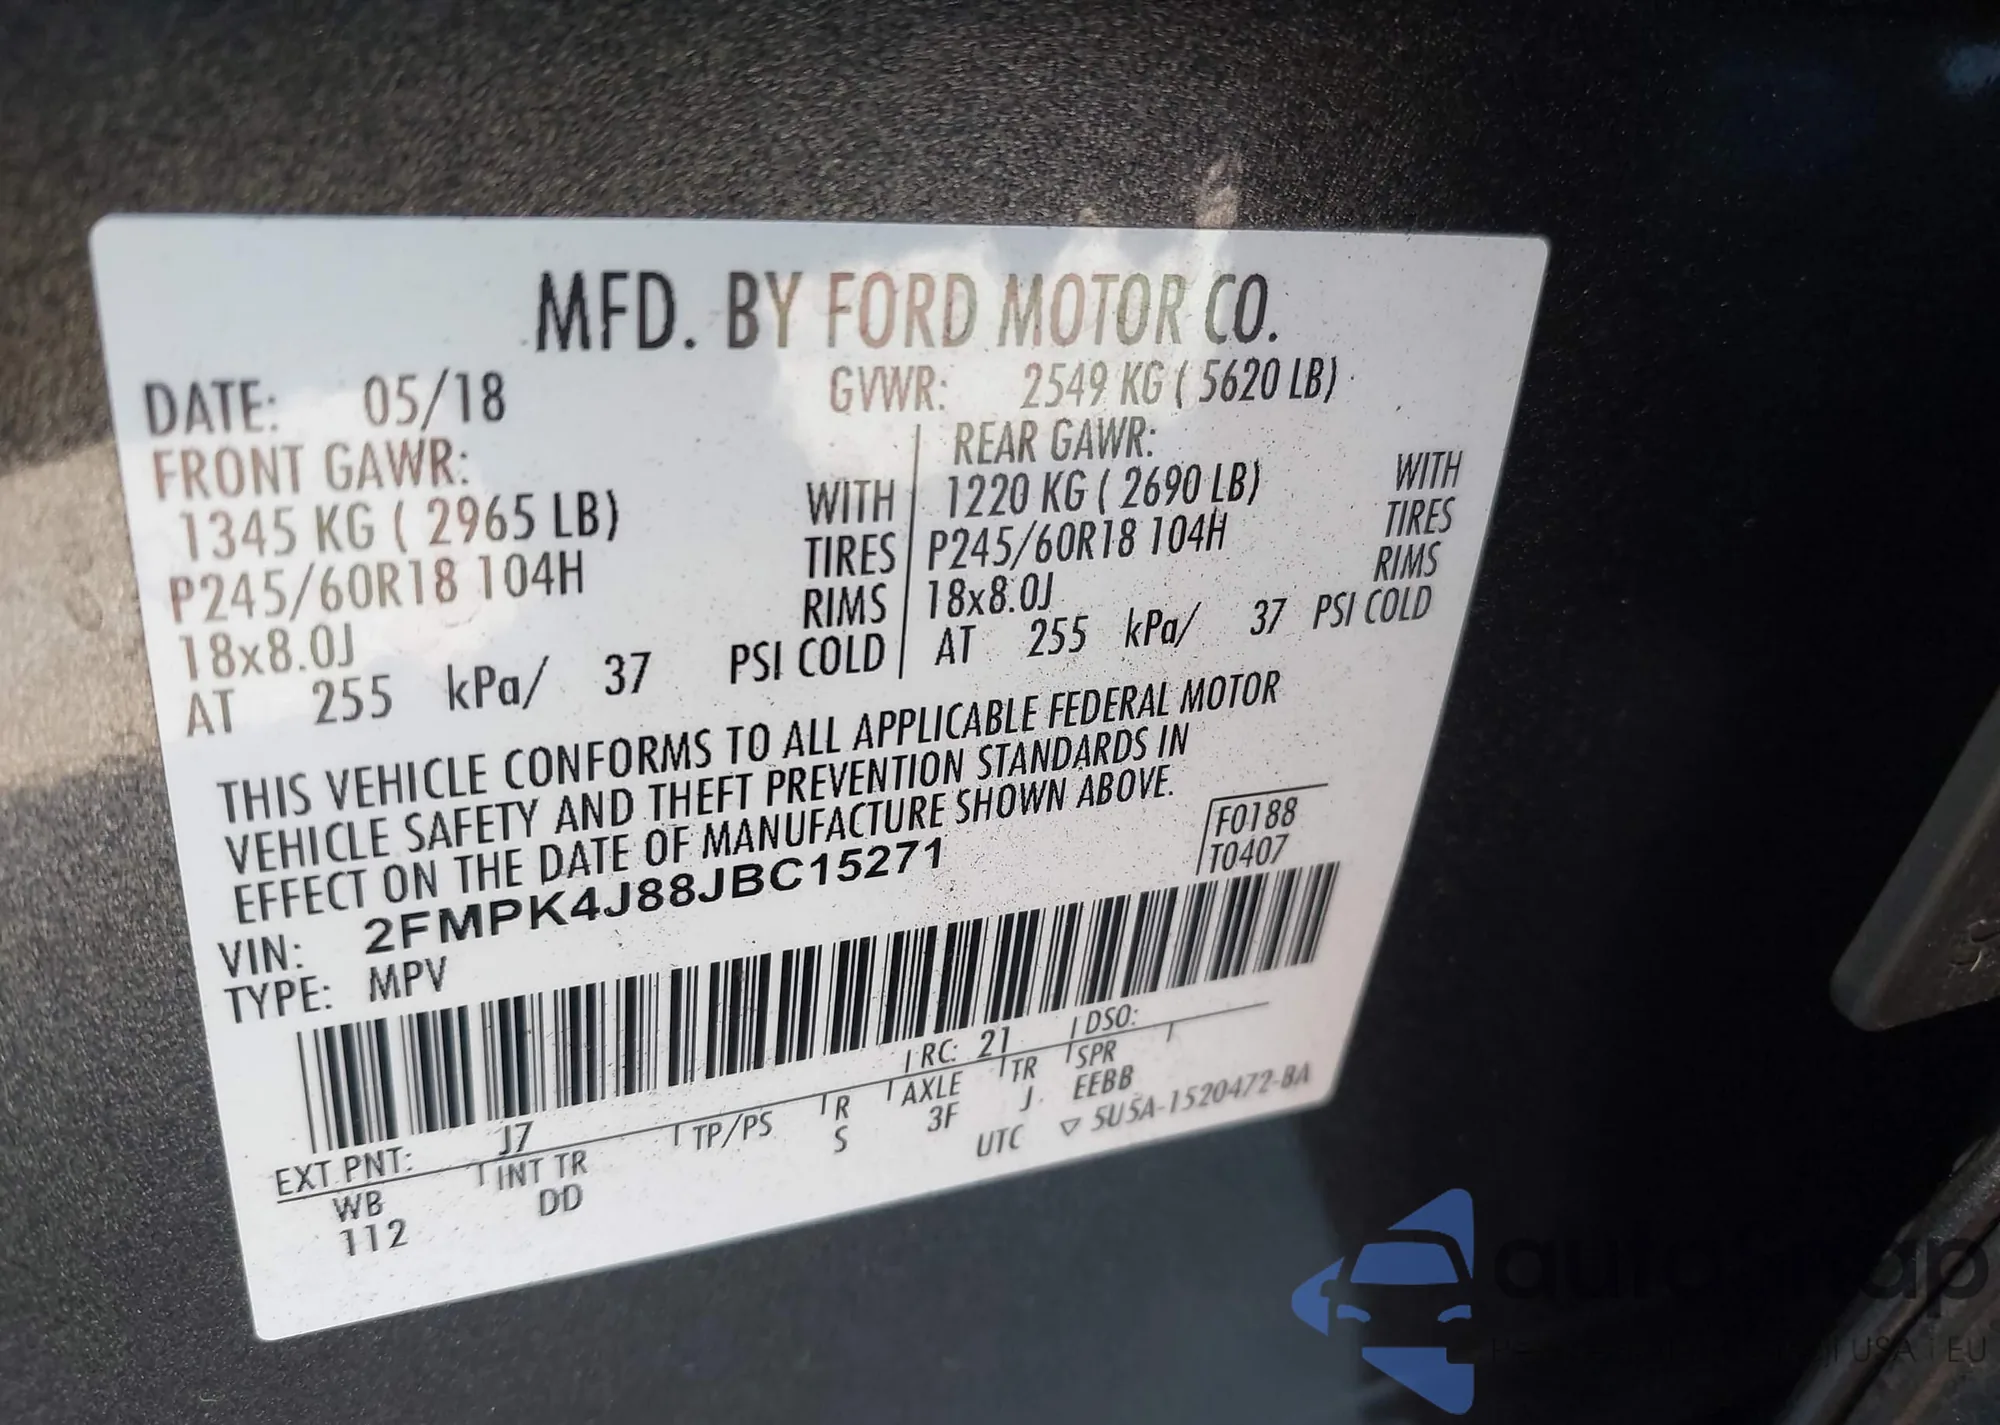 MFD. BY FORD MOTOR CO.
DATE: 05/18 GVWR: 2549 KG ( 5620 LB)
FRONT GAWR: REAR GAWR:
1345 KG ( 2965 LB) WITH 1220 KG ( 2690 LB) WITH
P245/60R18 104H TIRES P245/60R18 104H TIRES
18x8.0J RIMS 18x8.0J RIMS
AT 255 kPa/ 37 PSI COLD AT 255 kPa/ 37 PSI COLD
THIS VEHICLE CONFORMS TO ALL APPLICABLE FEDERAL MOTOR
VEHICLE SAFETY AND THEFT PREVENTION STANDARDS IN
EFFECT ON THE DATE OF MANUFACTURE SHOWN ABOVE.
F0188
T0407
VIN: 2FMPK4J88JBC15271
TYPE: MPV
EXT PNT: J7 RC: 21 DSO:
WB INT TR TP/PS R AXLE TR SPR
112 DD S 3F J EEBB
UTC ▽ 5U5A-1520472-BA
USA EU